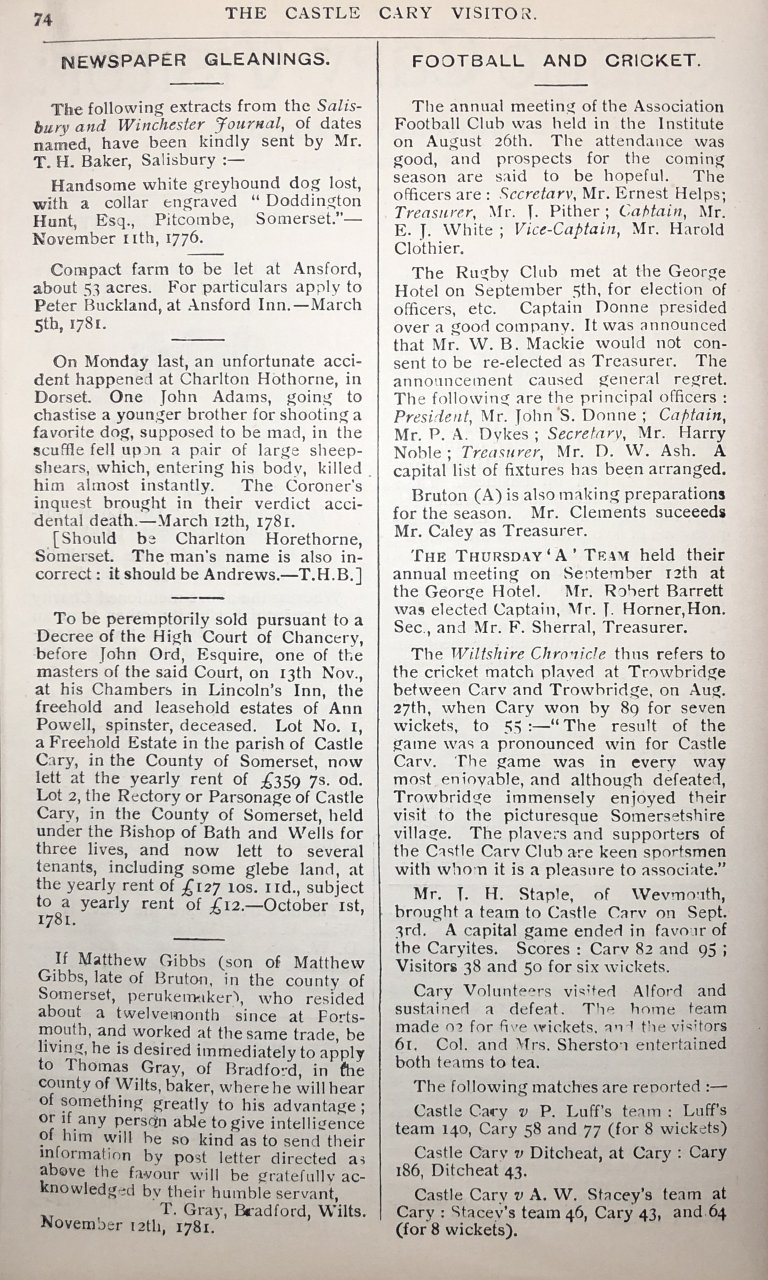 74
THE CASTLE CARY VISITOR.
NEWSPAPER GLEANINGS.
The following extracts from the Salis-
bury and Winchester Journal, of dates
named, have been kindly sent by Mr.
T. H. Baker, Salisbury :—
Handsome white greyhound dog lost,
with a collar engraved “ Doddington
Hunt, Esq., Pitcombe, Somerset.”—
November 11th, 1776.
Compact farm to be let at Ansford,
about 53 acres. For particulars apply to
Peter Buckland, at Ansford Inn.—March
5th, 1781.
On Monday last, an unfortunate acci-
dent happened at Charlton Hothorne, in
Dorset. One John Adams, going to
chastise a younger brother for shooting a
favorite dog, supposed to be mad, in the
scuffle fell upon a pair of large sheep-
shears, which, entering his body, killed
him almost instantly. The Coroner's
inquest brought in their verdict acci-
dental death.—March 12th, 1781.
[Should be Charlton Horethorne,
Somerset. The man's name is also in-
correct : it should be Andrews.—T.H.B.]
To be peremptorily sold pursuant to a
Decree of the High Court of Chancery,
before John Ord, Esquire, one of the
masters of the said Court, on 13th Nov.,
at his Chambers in Lincoln's Inn, the
freehold and leasehold estates of Ann
Powell, spinster, deceased. Lot No. 1,
a Freehold Estate in the parish of Castle
Cary, in the County of Somerset, now
lett at the yearly rent of £359 7s. od.
Lot 2, the Rectory or Parsonage of Castle
Cary, in the County of Somerset, held
under the Bishop of Bath and Wells for
three lives, and now lett to several
tenants, including some glebe land, at
the yearly rent of £127 10s. 11d., subject
to a yearly rent of £12.—October 1st,
1781.
If Matthew Gibbs (son of Matthew
Gibbs, late of Bruton, in the county of
Somerset, perukemaker), who resided
about a twelvemonth since at Ports-
mouth, and worked at the same trade, be
living, he is desired immediately to apply
to Thomas Gray, of Bradford, in the
county of Wilts, baker, where he will hear
of something greatly to his advantage ;
or if any person able to give intelligence
of him will be so kind as to send their
information by post letter directed as
above the favour will be gratefully ac-
knowledged by their humble servant,
T. Gray, Bradford, Wilts.
November 12th, 1781.
FOOTBALL AND CRICKET.
The annual meeting of the Association
Football Club was held in the Institute
on August 26th. The attendance was
good, and prospects for the coming
season are said to be hopeful. The
officers are : Secretary, Mr. Ernest Helps;
Treasurer, Mr. J. Pither ; Captain, Mr.
E. J. White ; Vice-Captain, Mr. Harold
Clothier.
The Rugby Club met at the George
Hotel on September 5th, for election of
officers, etc. Captain Donne presided
over a good company. It was announced
that Mr. W. B. Mackie would not con-
sent to be re-elected as Treasurer. The
announcement caused general regret.
The following are the principal officers :
President, Mr. John S. Donne ; Captain,
Mr. P. A. Dykes ; Secretary, Mr. Harry
Noble ; Treasurer, Mr. D. W. Ash. A
capital list of fixtures has been arranged.
Bruton (A) is also making preparations
for the season. Mr. Clements suceeeds
Mr. Caley as Treasurer.
THE THURSDAY ‘A’ TEAM held their
annual meeting on September 12th at
the George Hotel. Mr. Robert Barrett
was elected Captain, Mr. J. Horner, Hon.
Sec., and Mr. F. Sherral, Treasurer.
The Wiltshire Chronicle thus refers to
the cricket match played at Trowbridge
between Cary and Trowbridge, on Aug.
27th, when Cary won by 89 for seven
wickets, to 55 :—“The result of the
game was a pronounced win for Castle
Cary. The game was in every way
most enjoyable, and although defeated,
Trowbridge immensely enjoyed their
visit to the picturesque Somersetshire
village. The players and supporters of
the Castle Cary Club are keen sportsmen
with whom it is a pleasure to associate.”
Mr. J. H. Staple, of Weymouth,
brought a team to Castle Cary on Sept.
3rd. A capital game ended in favour of
the Caryites. Scores : Cary 82 and 95 ;
Visitors 38 and 50 for six wickets.
Cary Volunteers visited Alford and
sustained a defeat. The home team
made for five wickets, and the visitors
61. Col. and Mrs. Sherston entertained
both teams to tea.
The following matches are reported :—
Castle Cary v P. Luff's team : Luff's
team 140, Cary 58 and 77 (for 8 wickets)
Castle Cary v Ditcheat, at Cary : Cary
186, Ditcheat 43.
Castle Cary v A. W. Stacey's team at
Cary : Stacey's team 46, Cary 43, and 64
(for 8 wickets).